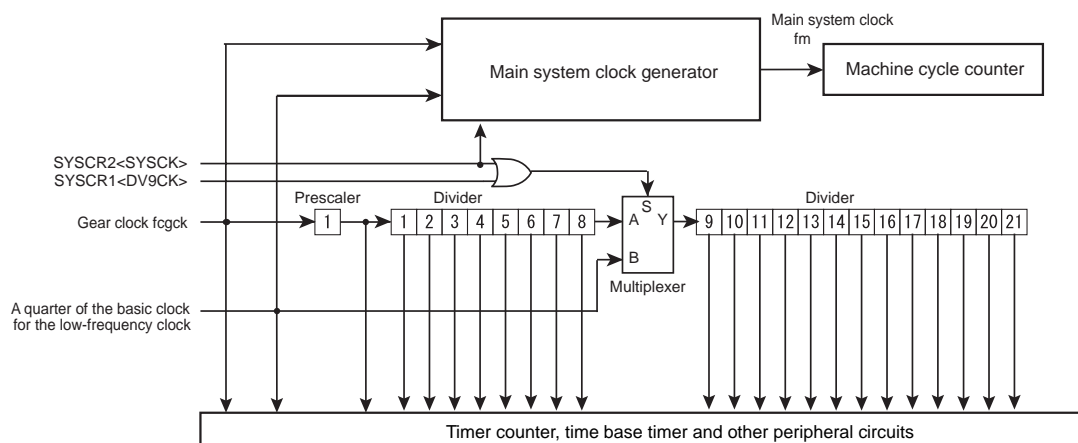 Main system clock
fm
Main system clock generator
Machine cycle counter
SYSCR2<SYSCK>
SYSCR1<DV9CK>
Prescaler
Divider
S
Divider
Gear clock fcgck
1
1 2 3 4 5 6 7 8
A
Y
9 10 11 12 13 14 15 16 17 18 19 20 21
B
Multiplexer
A quarter of the basic clock
for the low-frequency clock
Timer counter, time base timer and other peripheral circuits